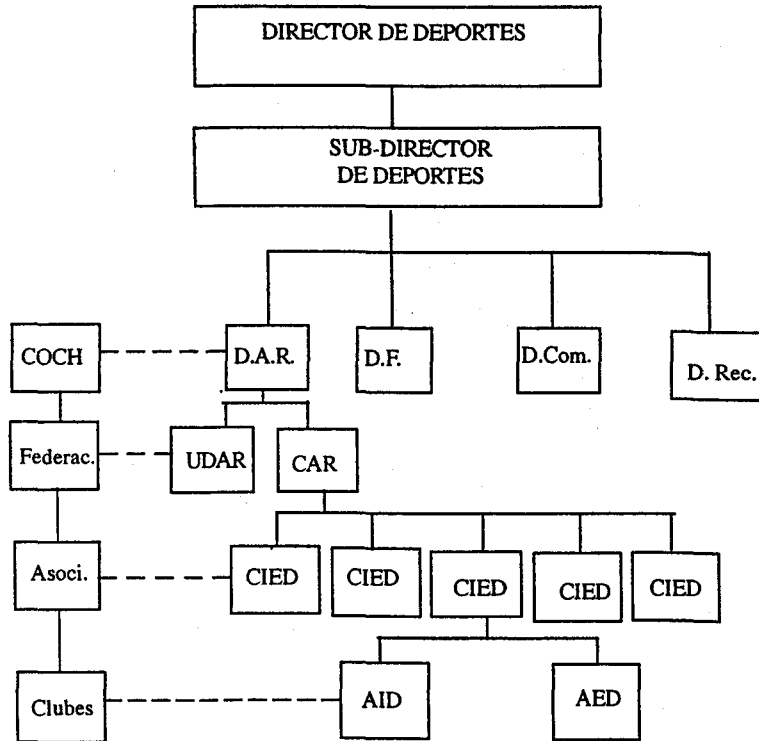 DIRECTOR DE DEPORTES
SUB-DIRECTOR
DE DEPORTES
COCH
D.A.R.
D.F.
D.Com.
D. Rec.
Federac.
UDAR
CAR
Asoci.
CIED
CIED
CIED
CIED
CIED
Clubes
AID
AED